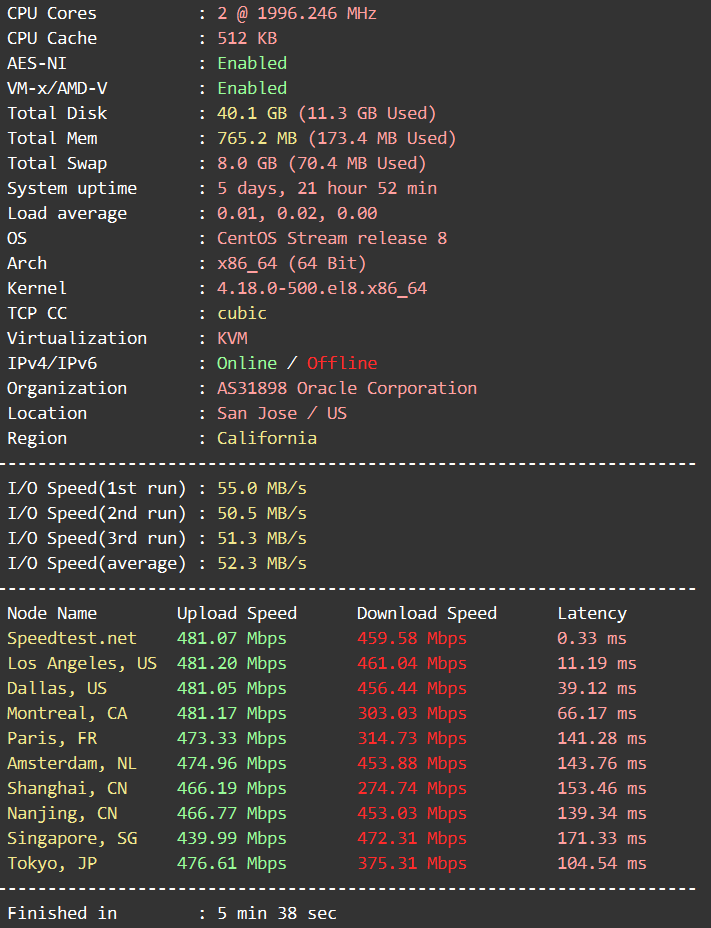 CPU Cores : 2 @ 1996.246 MHz
CPU Cache : 512 KB
AES-NI : Enabled
VM-x/AMD-V : Enabled
Total Disk : 40.1 GB (11.3 GB Used)
Total Mem : 765.2 MB (173.4 MB Used)
Total Swap : 8.0 GB (70.4 MB Used)
System uptime : 5 days, 21 hour 52 min
Load average : 0.01, 0.02, 0.00
OS : CentOS Stream release 8
Arch : x86_64 (64 Bit)
Kernel : 4.18.0-500.el8.x86_64
TCP CC : cubic
Virtualization : KVM
IPv4/IPv6 : Online / Offline
Organization : AS31898 Oracle Corporation
Location : San Jose / US
Region : California
----------------------------------------------------------------------
I/O Speed(1st run) : 55.0 MB/s
I/O Speed(2nd run) : 50.5 MB/s
I/O Speed(3rd run) : 51.3 MB/s
I/O Speed(average) : 52.3 MB/s
----------------------------------------------------------------------
Node Name Upload Speed Download Speed Latency
Speedtest.net 481.07 Mbps 459.58 Mbps 0.33 ms
Los Angeles, US 481.20 Mbps 461.04 Mbps 11.19 ms
Dallas, US 481.05 Mbps 456.44 Mbps 39.12 ms
Montreal, CA 481.17 Mbps 303.03 Mbps 66.17 ms
Paris, FR 473.33 Mbps 314.73 Mbps 141.28 ms
Amsterdam, NL 474.96 Mbps 453.88 Mbps 143.76 ms
Shanghai, CN 466.19 Mbps 274.74 Mbps 153.46 ms
Nanjing, CN 466.77 Mbps 453.03 Mbps 139.34 ms
Singapore, SG 439.99 Mbps 472.31 Mbps 171.33 ms
Tokyo, JP 476.61 Mbps 375.31 Mbps 104.54 ms
----------------------------------------------------------------------
Finished in : 5 min 38 sec